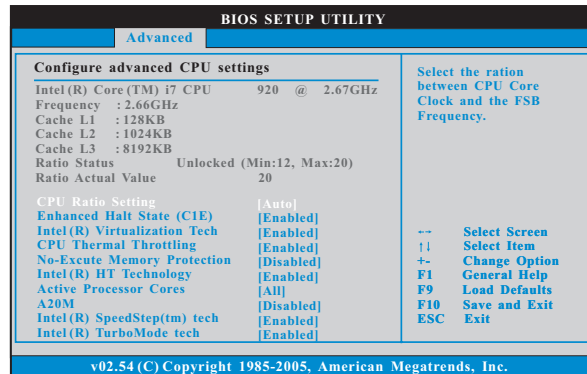 BIOS SETUP UTILITY
Advanced
Configure advanced CPU settings
Intel (R) Core (TM) i7 CPU 920 @ 2.67GHz
Frequency : 2.66GHz
Cache L1 : 128KB
Cache L2 : 1024KB
Cache L3 : 8192KB
Ratio Status Unlocked (Min:12, Max:20)
Ratio Actual Value 20
CPU Ratio Setting [Auto]
Enhanced Halt State (C1E) [Enabled]
Intel (R) Virtualization Tech [Enabled]
CPU Thermal Throttling [Enabled]
No-Excute Memory Protection [Disabled]
Intel (R) HT Technology [Enabled]
Active Processor Cores [All]
A20M [Disabled]
Intel (R) SpeedStep(tm) tech [Enabled]
Intel (R) TurboMode tech [Enabled]
Select the ration
between CPU Core
Clock and the FSB
Frequency.
←→ Select Screen
↑↓ Select Item
+- Change Option
F1 General Help
F9 Load Defaults
F10 Save and Exit
ESC Exit
v02.54 (C) Copyright 1985-2005, American Megatrends, Inc.